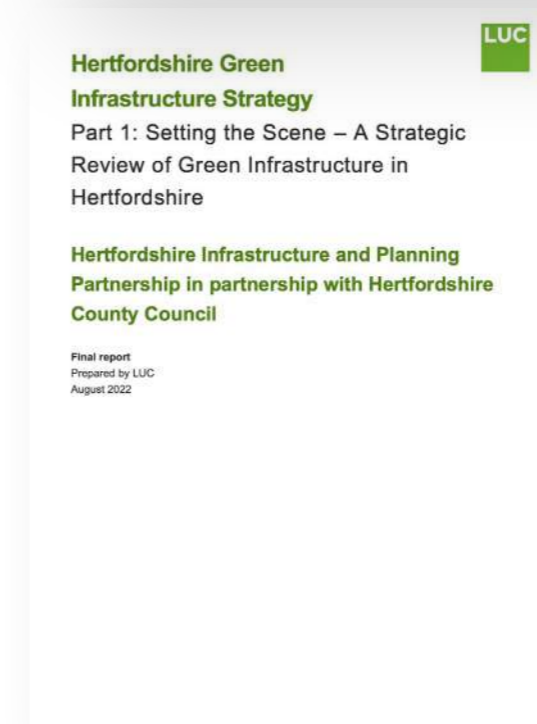 LUC
Hertfordshire Green
Infrastructure Strategy
Part 1: Setting the Scene – A Strategic
Review of Green Infrastructure in
Hertfordshire
Hertfordshire Infrastructure and Planning
Partnership in partnership with Hertfordshire
County Council
Final report
Prepared by LUC
August 2022